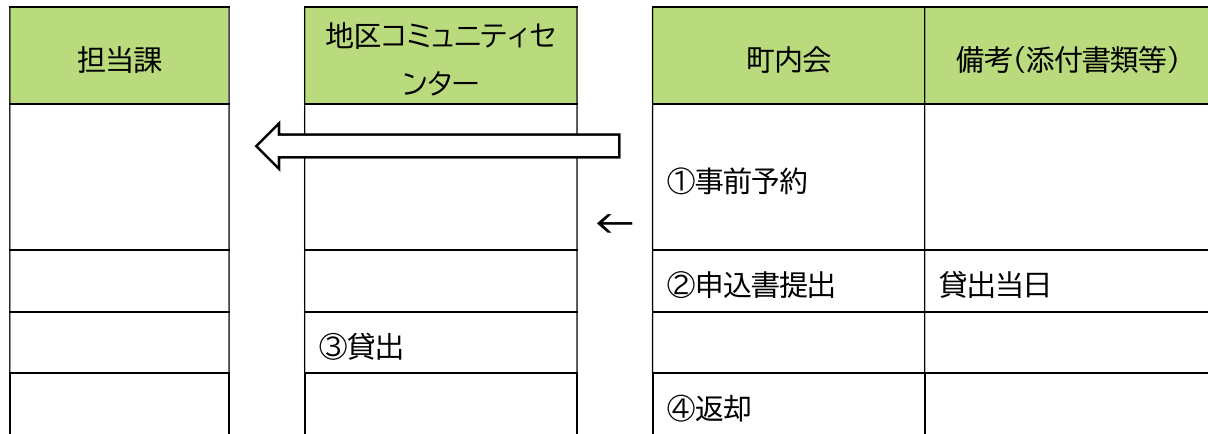 担当課
地区コミュニティセ
ンター
町内会
備考(添付書類等)
①事前予約
←
②申込書提出
貸出当日
③貸出
④返却